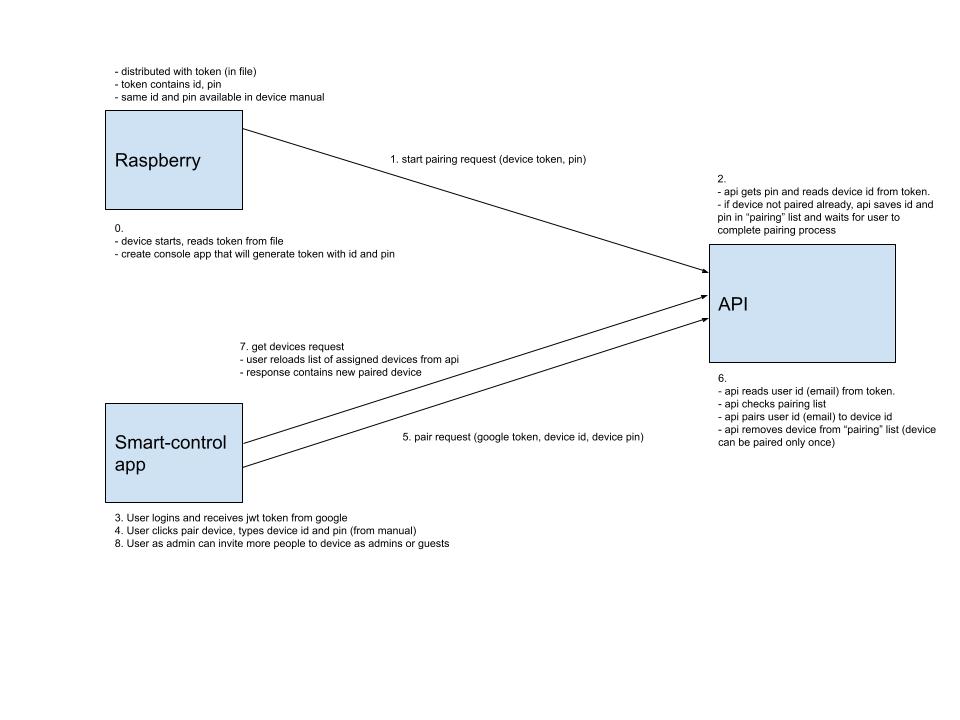 - distributed with token (in file)
- token contains id, pin
- same id and pin available in device manual
Raspberry
0.
- device starts, reads token from file
- create console app that will generate token with id and pin
1. start pairing request (device token, pin)
2.
- api gets pin and reads device id from token.
- if device not paired already, api saves id and
pin in “pairing” list and waits for user to
complete pairing process
API
7. get devices request
- user reloads list of assigned devices from api
- response contains new paired device
6.
- api reads user id (email) from token.
- api checks pairing list
- api pairs user id (email) to device id
- api removes device from “pairing” list (device
can be paired only once)
5. pair request (google token, device id, device pin)
Smart-control
app
3. User logins and receives jwt token from google
4. User clicks pair device, types device id and pin (from manual)
8. User as admin can invite more people to device as admins or guests